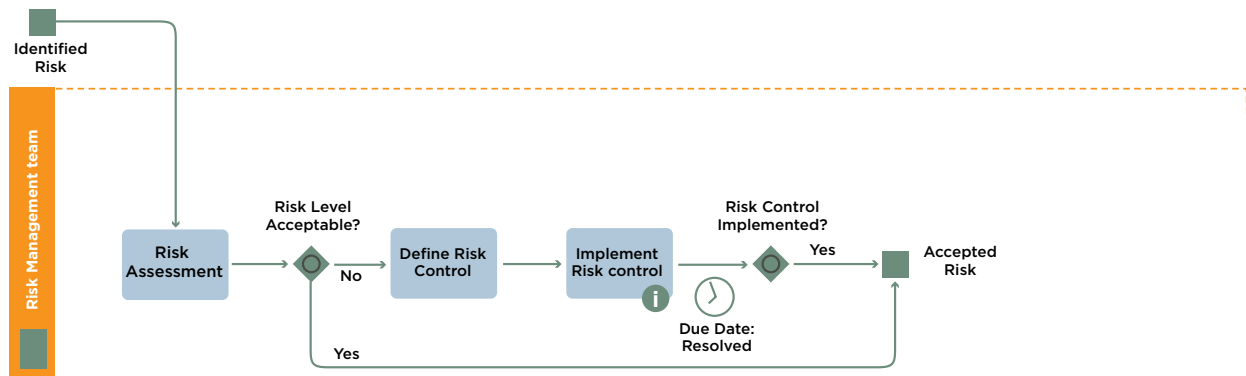 Identified
Risk
Risk Management team
Risk Level
Acceptable?
Risk Control
Implemented?
Risk
Assessment
No
Define Risk
Control
Implement
Risk control
i
Due Date:
Resolved
Yes
Accepted
Risk
Yes